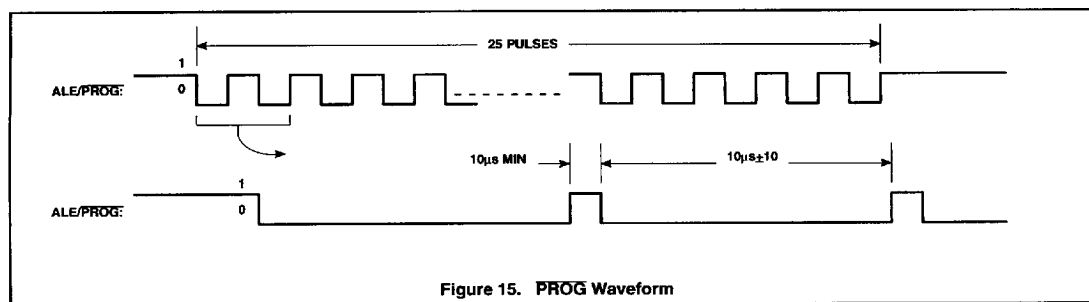 25 PULSES
1
ALE/PROG: 0
10µs MIN
10µs±10
1
ALE/PROG: 0
Figure 15. PROG Waveform